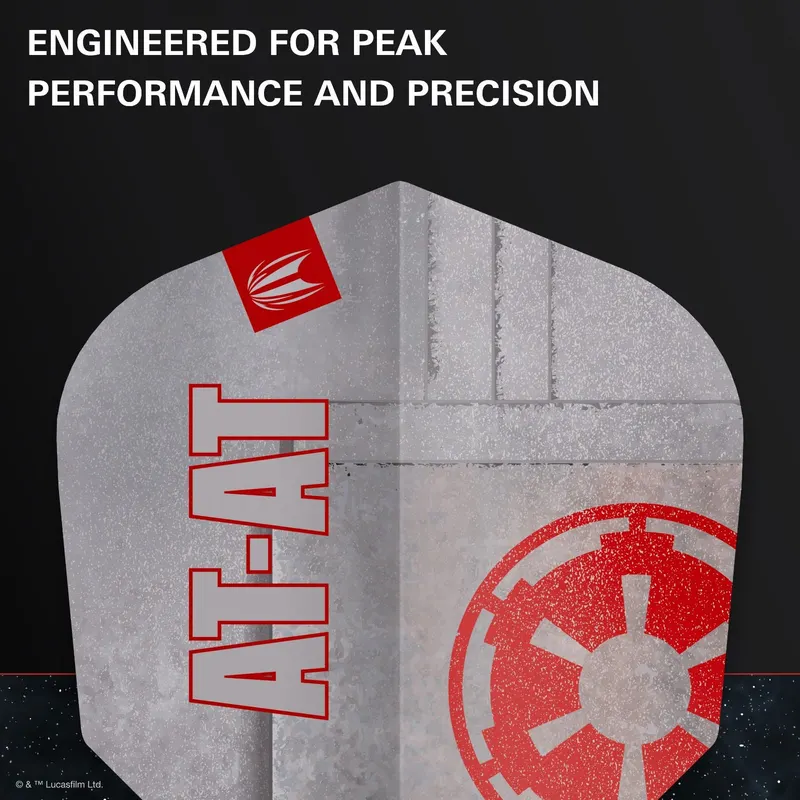 ENGINEERED FOR PEAK
PERFORMANCE AND PRECISION
AT-AT
© & ™ Lucasfilm Ltd.